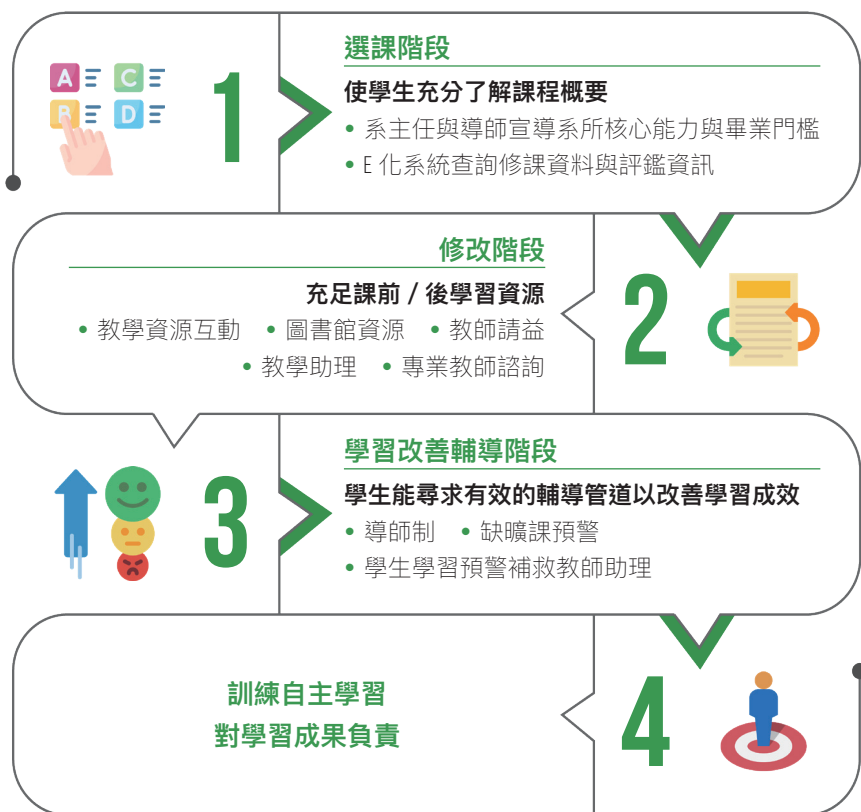 A C
B D
1
選課階段
使學生充分了解課程概要
• 系主任與導師宣導系所核心能力與畢業門檻
• E 化系統查詢修課資料與評鑑資訊
修改階段
充足課前 / 後學習資源
• 教學資源互動 • 圖書館資源 • 教師請益
• 教學助理 • 專業教師諮詢
2
3
學習改善輔導階段
學生能尋求有效的輔導管道以改善學習成效
• 導師制 • 缺曠課預警
• 學生學習預警補救教師助理
訓練自主學習
對學習成果負責
4